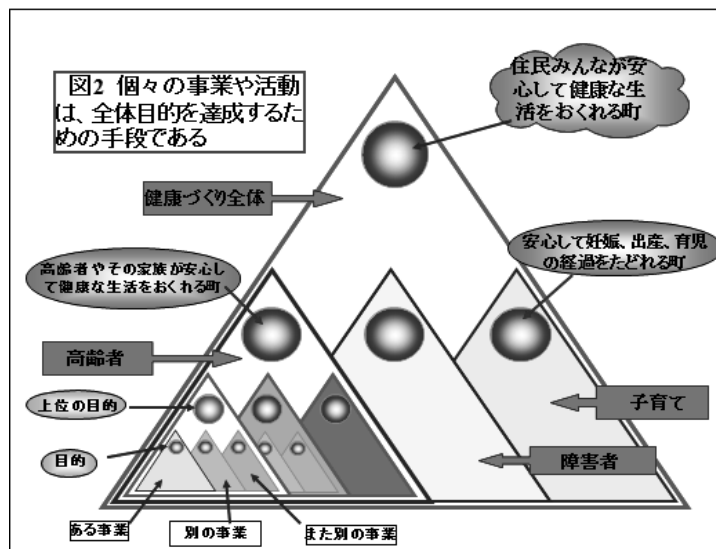 図2 個々の事業や活動
は、全体目的を達成するた
めの手段である
住民みんなが安
心して健康な生
活をおくれる町
健康づくり全体
高齢者やその家族が安心し
て健康な生活をおくれる町
安心して妊娠、出産、育児
の経過をたどれる町
高齢者
上位の目的
子育て
目的
障害者
ある事業
別の事業
また別の事業